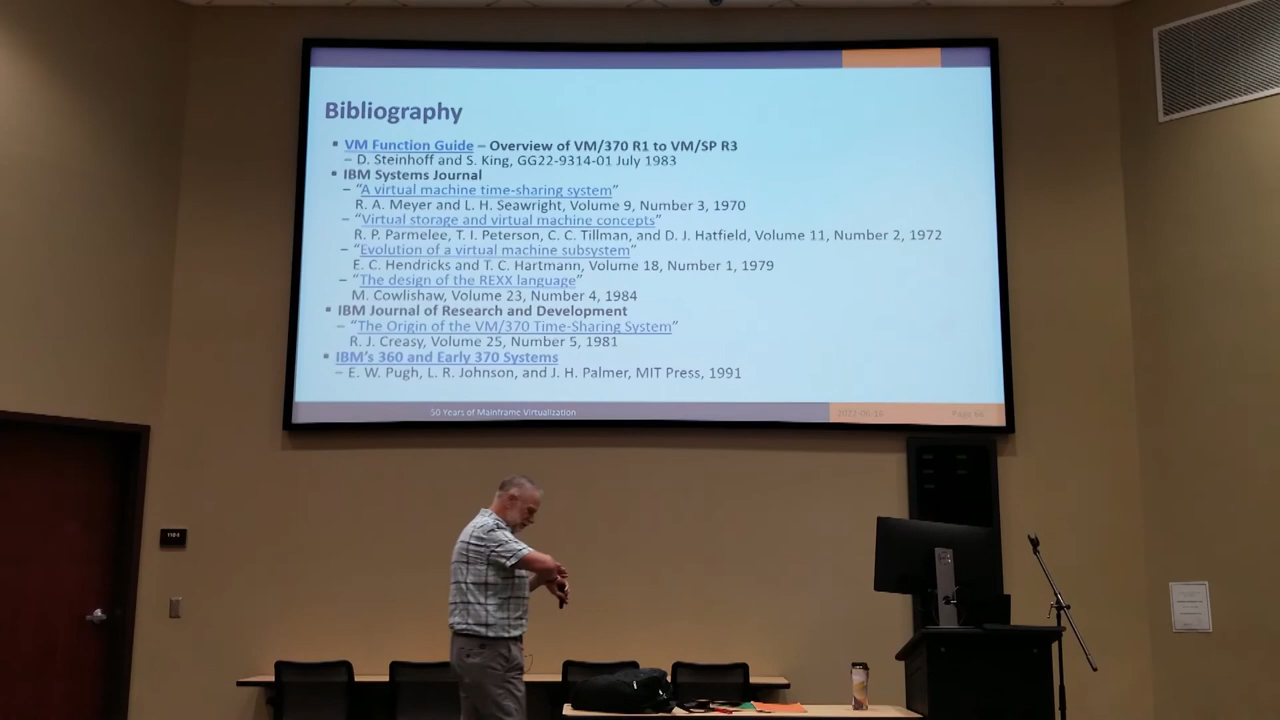 Bibliography
▪ VM Function Guide – Overview of VM/370 R1 to VM/SP R3
– D. Steinhoff and S. King, GG22-9314-01 July 1983
▪ IBM Systems Journal
– “A virtual machine time-sharing system”
R. A. Meyer and L. H. Seawright, Volume 9, Number 3, 1970
– “Virtual storage and virtual machine concepts”
R. P. Parmelee, T. I. Peterson, C. C. Tillman, and D. J. Hatfield, Volume 11, Number 2, 1972
– “Evolution of a virtual machine subsystem”
E. C. Hendricks and T. C. Hartmann, Volume 18, Number 1, 1979
– “The design of the REXX language”
M. Cowlishaw, Volume 23, Number 4, 1984
▪ IBM Journal of Research and Development
– “The Origin of the VM/370 Time-Sharing System”
R. J. Creasy, Volume 25, Number 5, 1981
▪ IBM’s 360 and Early 370 Systems
– E. W. Pugh, L. R. Johnson, and J. H. Palmer, MIT Press, 1991
50 Years of Mainframe Virtualization
2022-06-16
Page 66